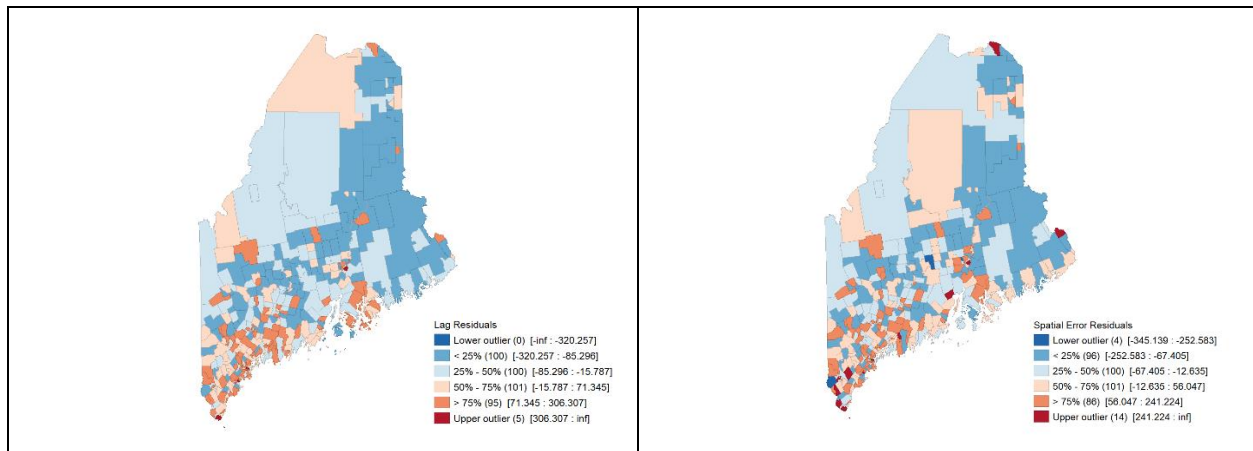 Lag Residuals
Lower outlier (0) [-inf : -320.257]
< 25% (100) [-320.257 : -85.296]
25% - 50% (100) [-85.296 : -15.787]
50% - 75% (101) [-15.787 : 71.345]
> 75% (95) [71.345 : 306.307]
Upper outlier (5) [306.307 : inf]
Spatial Error Residuals
Lower outlier (4) [-345.139 : -252.583]
< 25% (96) [-252.583 : -67.405]
25% - 50% (100) [-67.405 : -12.635]
50% - 75% (101) [-12.635 : 56.047]
> 75% (86) [56.047 : 241.224]
Upper outlier (14) [241.224 : inf]